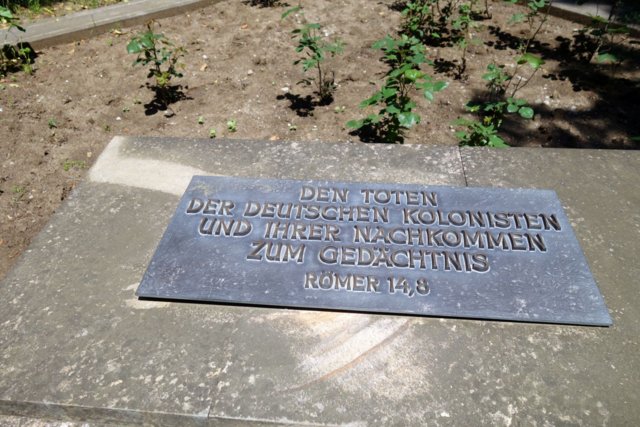 DEN TOTEN
DER DEUTSCHEN KOLONISTEN
UND IHRER NACHKOMMEN
ZUM GEDÄCHTNIS
RÖMER 14,8